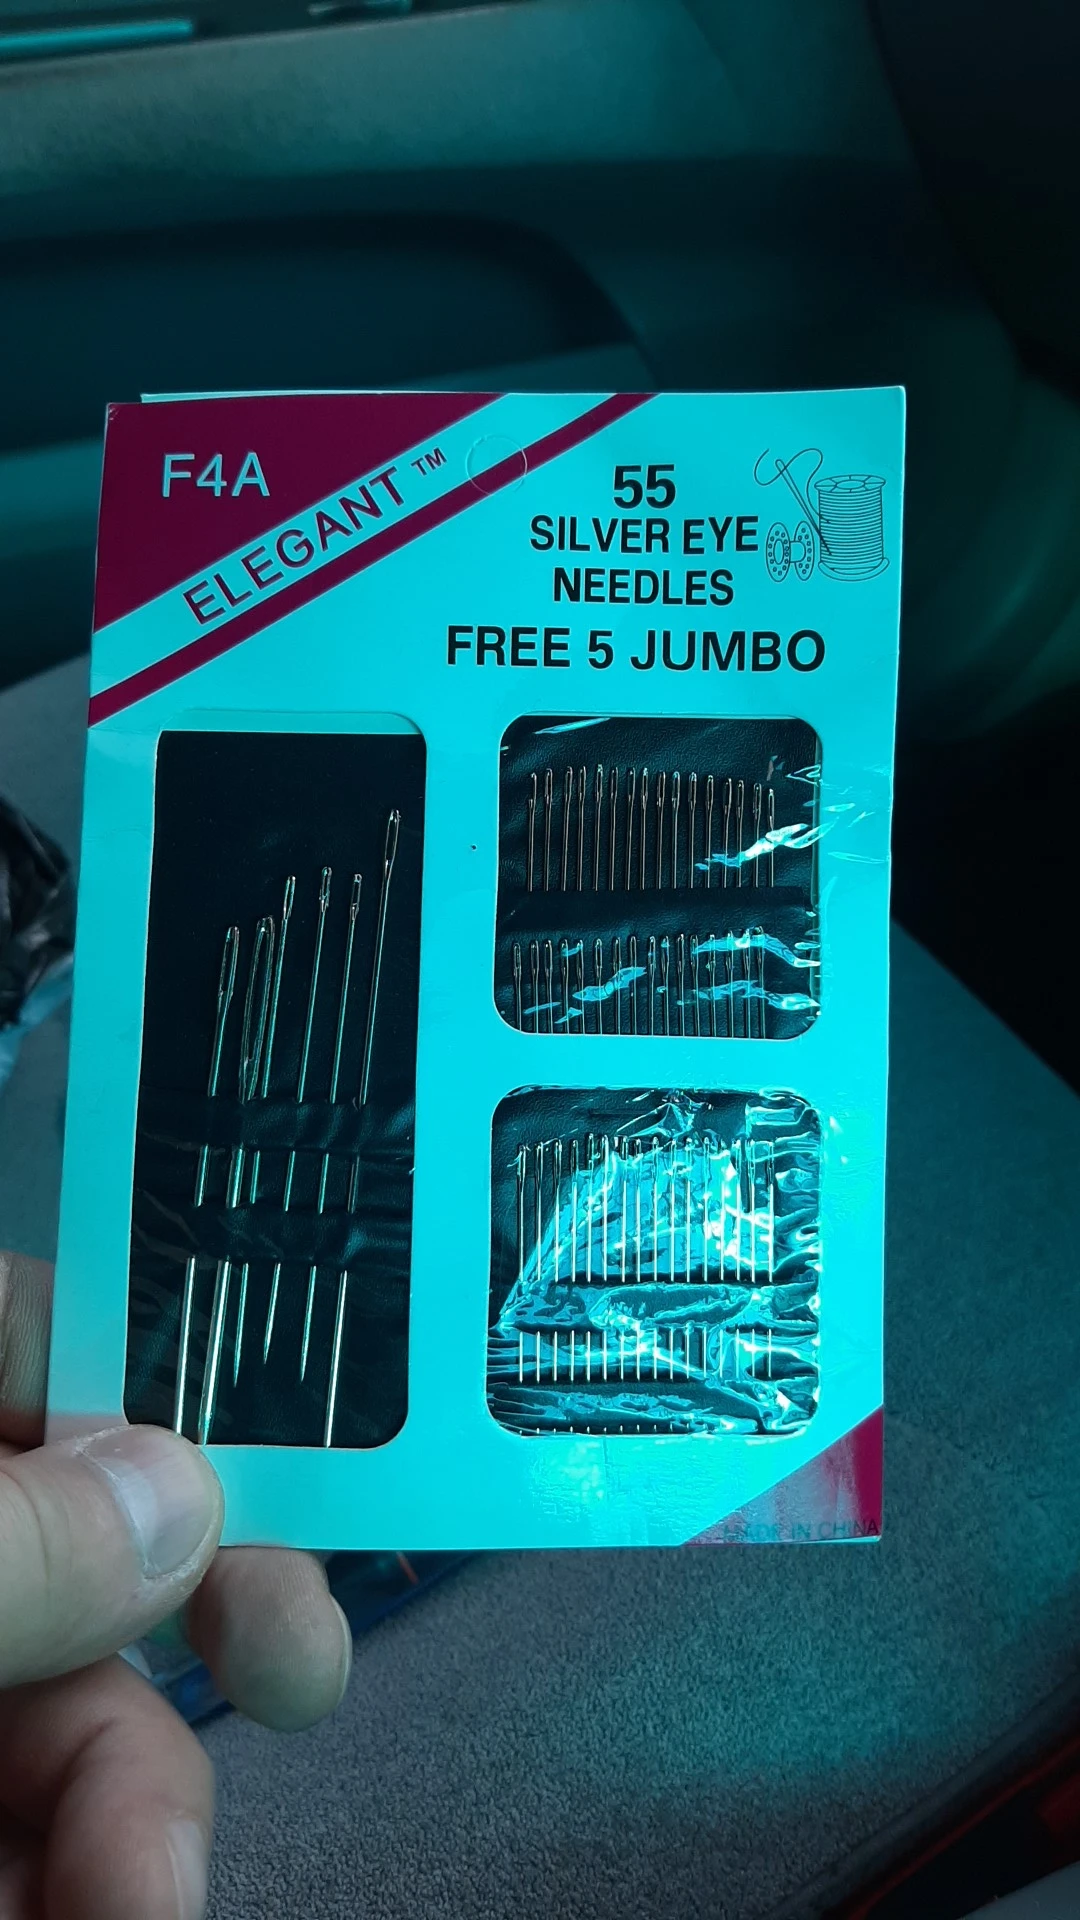 F4A
ELEGANT™
55
SILVER EYE
NEEDLES
FREE 5 JUMBO
MADE IN CHINA